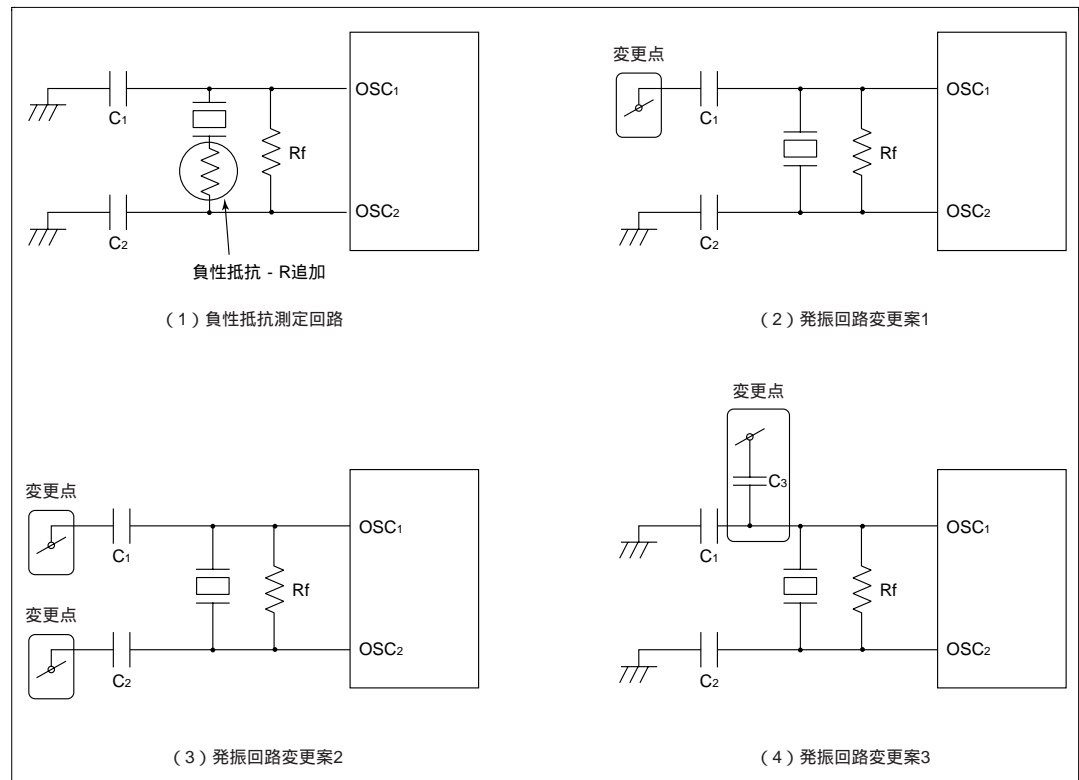 OSC1
C1
Rf
C2
OSC2
負性抵抗 - R追加
（1）負性抵抗測定回路
変更点
OSC1
C1
Rf
C2
OSC2
（2）発振回路変更案1
変更点
OSC1
C1
Rf
変更点
C2
OSC2
（3）発振回路変更案2
変更点
C3
OSC1
C1
Rf
C2
OSC2
（4）発振回路変更案3